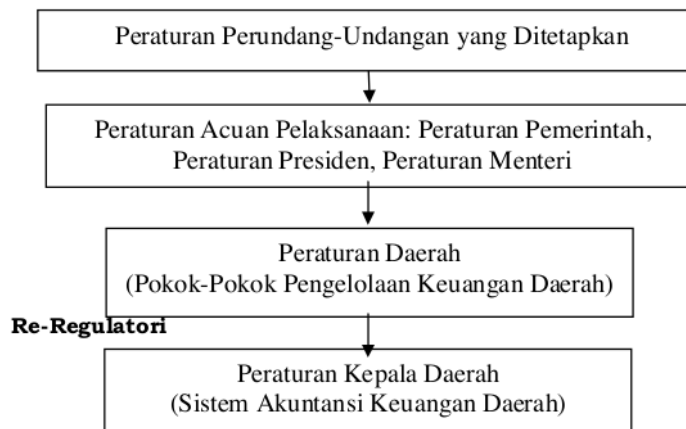 Peraturan Perundang-Undangan yang Ditetapkan
Peraturan Acuan Pelaksanaan: Peraturan Pemerintah,
Peraturan Presiden, Peraturan Menteri
Peraturan Daerah
(Pokok-Pokok Pengelolaan Keuangan Daerah)
Re-Regulatori
Peraturan Kepala Daerah
(Sistem Akuntansi Keuangan Daerah)